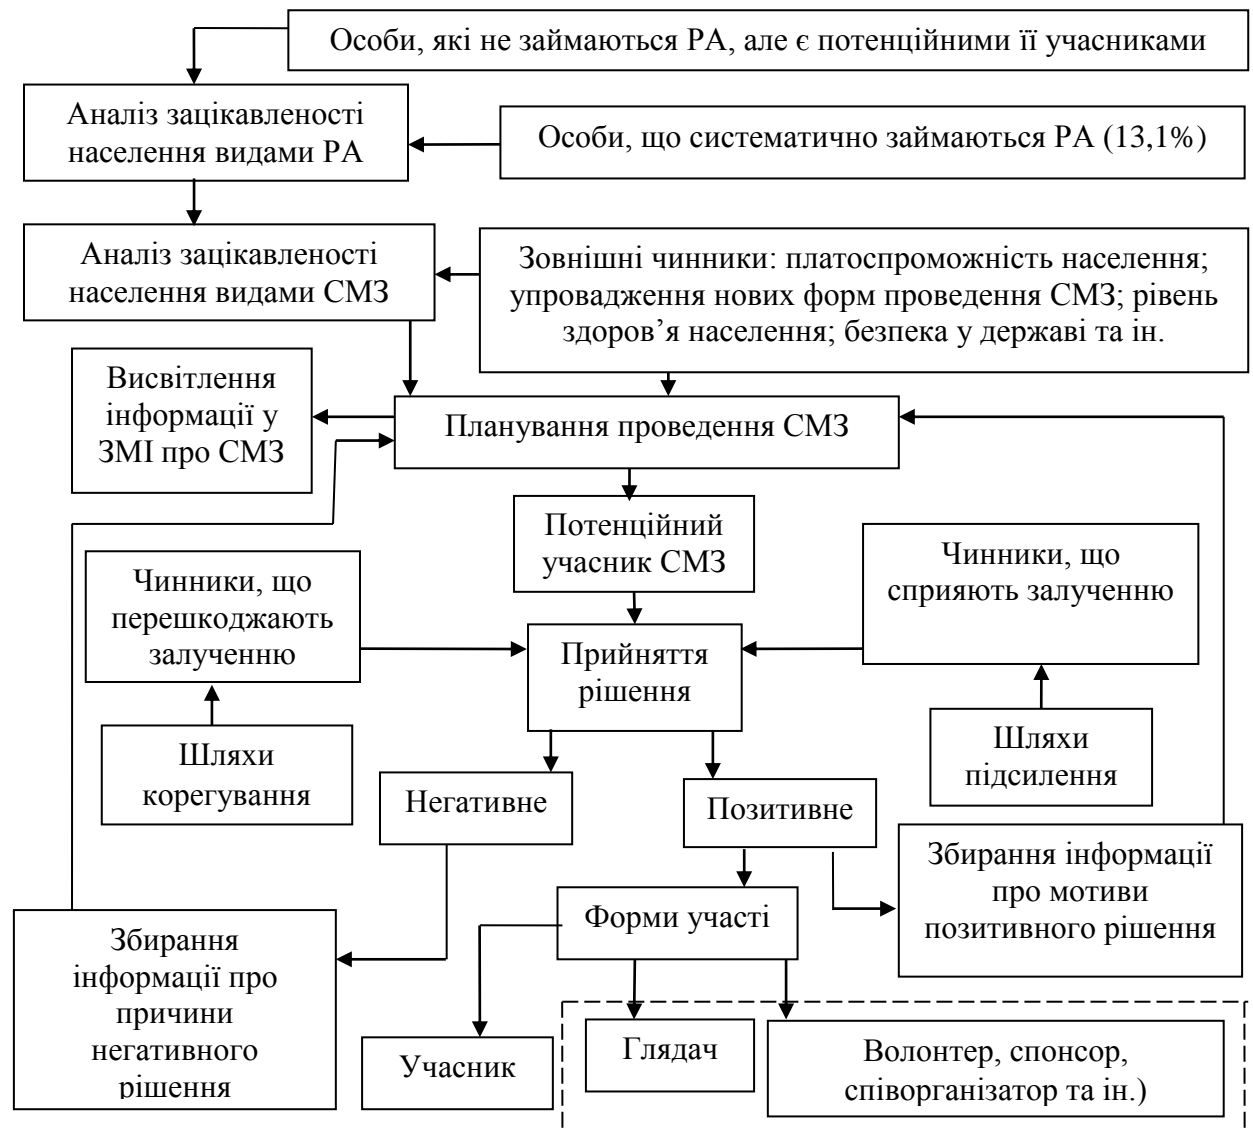 Особи, які не займаються РА, але є потенційними її учасниками
Аналіз зацікавленості
населення видами РА
Особи, що систематично займаються РА (13,1%)
Аналіз зацікавленості
населення видами СМЗ
Зовнішні чинники: платоспроможність населення;
упровадження нових форм проведення СМЗ; рівень
здоров’я населення; безпека у державі та ін.
Висвітлення
інформації у
ЗМІ про СМЗ
Планування проведення СМЗ
Потенційний
учасник СМЗ
Чинники, що
перешкоджають
залученню
Чинники, що
сприяють залученню
Прийняття
рішення
Шляхи
корегування
Шляхи
підсилення
Негативне
Позитивне
Збирання інформації
про мотиви
позитивного рішення
Форми участі
Збирання
інформації про
причини
негативного
рішення
Учасник
Глядач
Волонтер, спонсор,
співорганізатор та ін.)